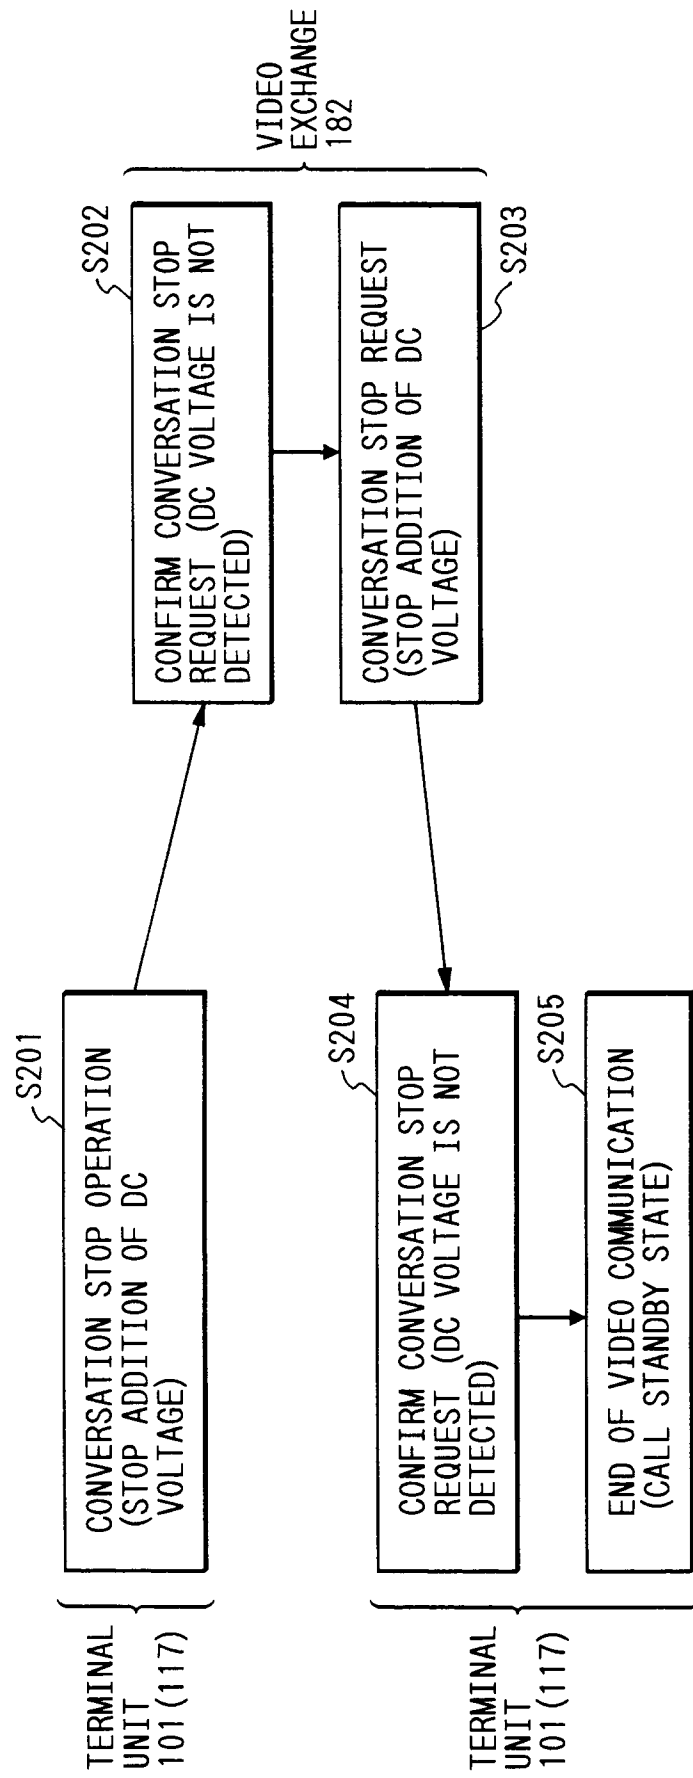 TERMINAL
UNIT
101(117)
S201
CONVERSATION STOP OPERATION
(STOP ADDITION OF DC
VOLTAGE)
S202
CONFIRM CONVERSATION STOP
REQUEST (DC VOLTAGE IS NOT
DETECTED)
VIDEO
EXCHANGE
182
CONVERSATION STOP REQUEST
(STOP ADDITION OF DC
VOLTAGE)
S203
TERMINAL
UNIT
101(117)
S204
CONFIRM CONVERSATION STOP
REQUEST (DC VOLTAGE IS NOT
DETECTED)
S205
END OF VIDEO COMMUNICATION
(CALL STANDBY STATE)